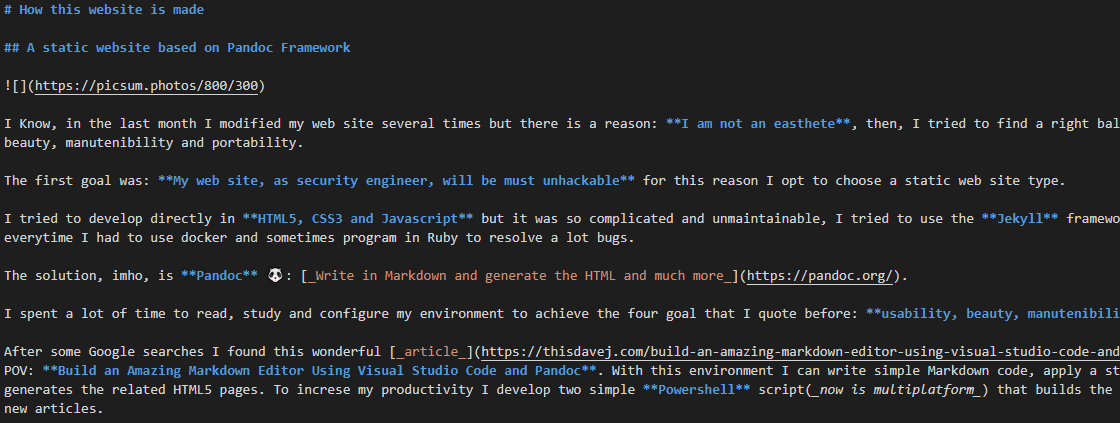 # How this website is made
## A static website based on Pandoc Framework
![](https://picsum.photos/800/300)
I Know, in the last month I modified my web site several times but there is a reason: **I am not an easthete**, then, I tried to find a right bal
beauty, manutenibility and portability.
The first goal was: **My web site, as security engineer, will be must unhackable** for this reason I opt to choose a static web site type.
I tried to develop directly in **HTML5, CSS3 and Javascript** but it was so complicated and unmaintainable, I tried to use the **Jekyll** framewo
everytime I had to use docker and sometimes program in Ruby to resolve a lot bugs.
The solution, imho, is **Pandoc** 🐼: [_Write in Markdown and generate the HTML and much more_](https://pandoc.org/).
I spent a lot of time to read, study and configure my environment to achieve the four goal that I quote before: **usability, beauty, manutenibili
After some Google searches I found this wonderful [_article_](https://thisdavej.com/build-an-amazing-markdown-editor-using-visual-studio-code-and
POV: **Build an Amazing Markdown Editor Using Visual Studio Code and Pandoc**. With this environment I can write simple Markdown code, apply a st
generates the related HTML5 pages. To increse my productivity I develop two simple **Powershell** script(_now is multiplatform_) that builds the
new articles.